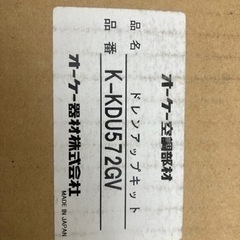 オーケー空調部材
品名 ドレンアップキット
品番 K-KDU572GV
オーケー器材株式会社
MADE IN JAPAN